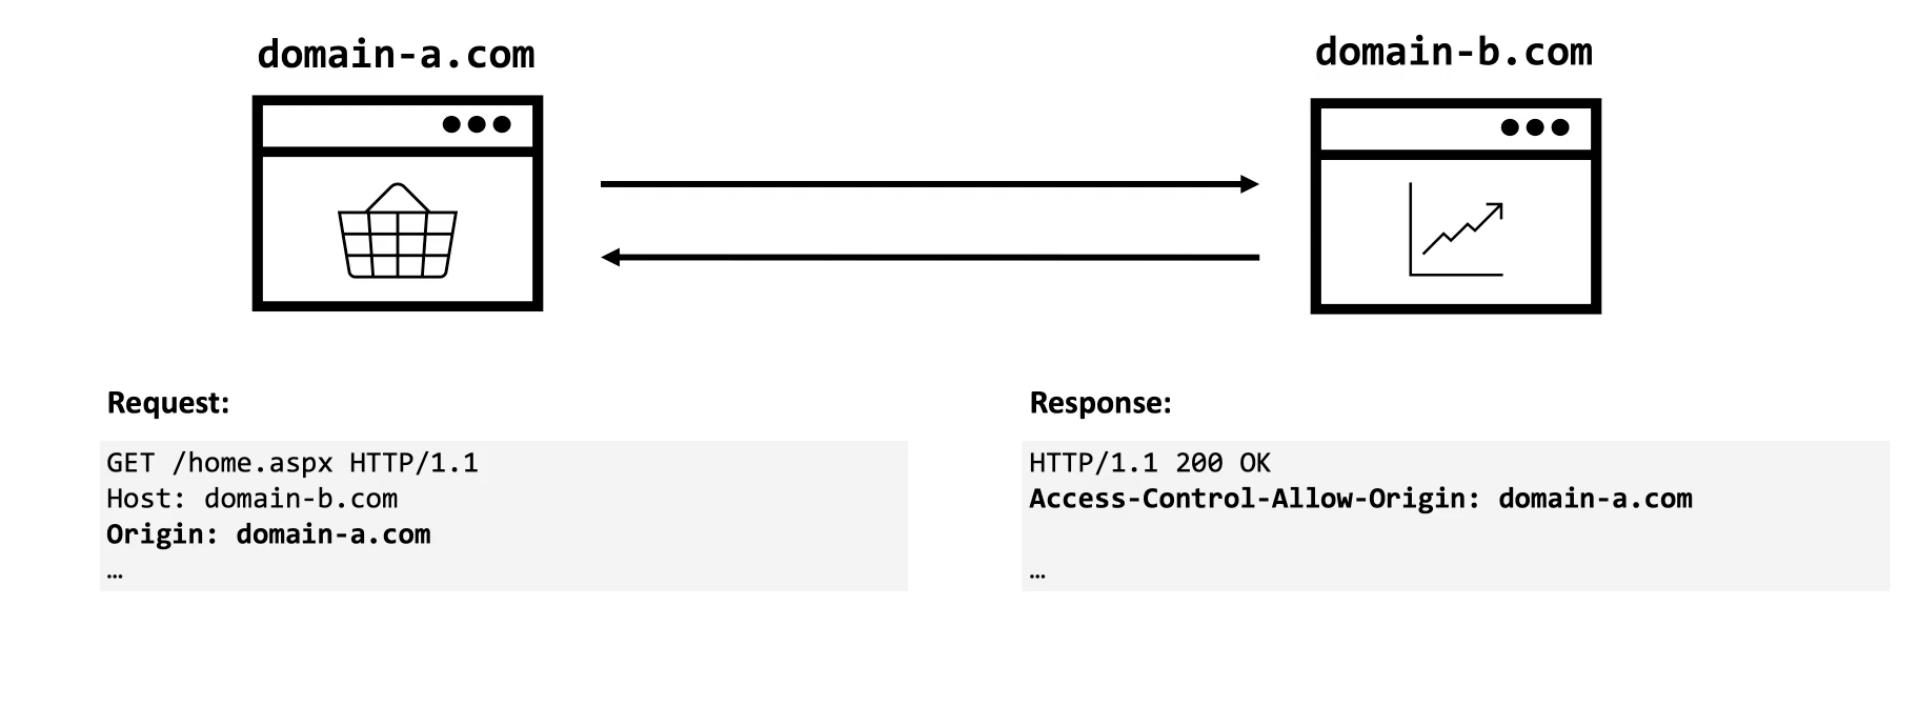 domain-a.com
domain-b.com
Request:
GET /home.aspx HTTP/1.1
Host: domain-b.com
Origin: domain-a.com
…
Response:
HTTP/1.1 200 OK
Access-Control-Allow-Origin: domain-a.com
…